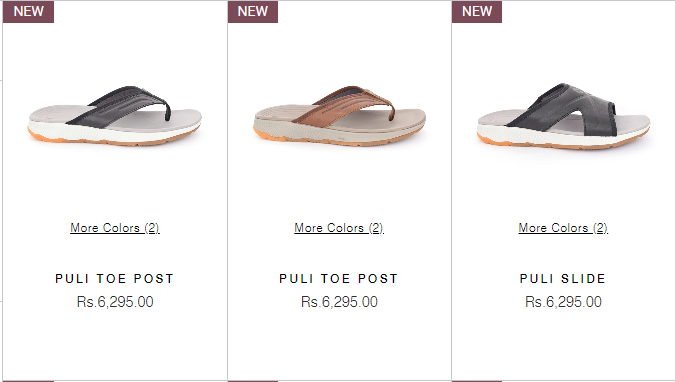 NEW
NEW
NEW
More Colors (2)
More Colors (2)
More Colors (2)
PULI TOE POST
PULI TOE POST
PULI SLIDE
Rs.6,295.00
Rs.6,295.00
Rs.6,295.00